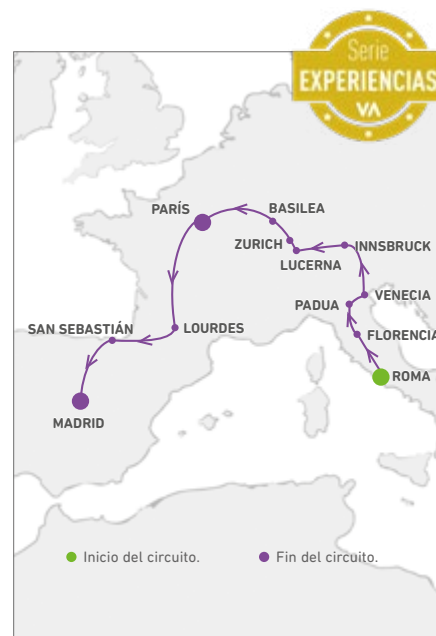 Serie
EXPERIENCIAS
VA
PARÍS
BASILEA
ZURICH
INNSBRUCK
LUCERNA
VENECIA
PADUA
SAN SEBASTIÁN
LOURDES
FLORENCIA
ROMA
MADRID
Inicio del circuito.
Fin del circuito.